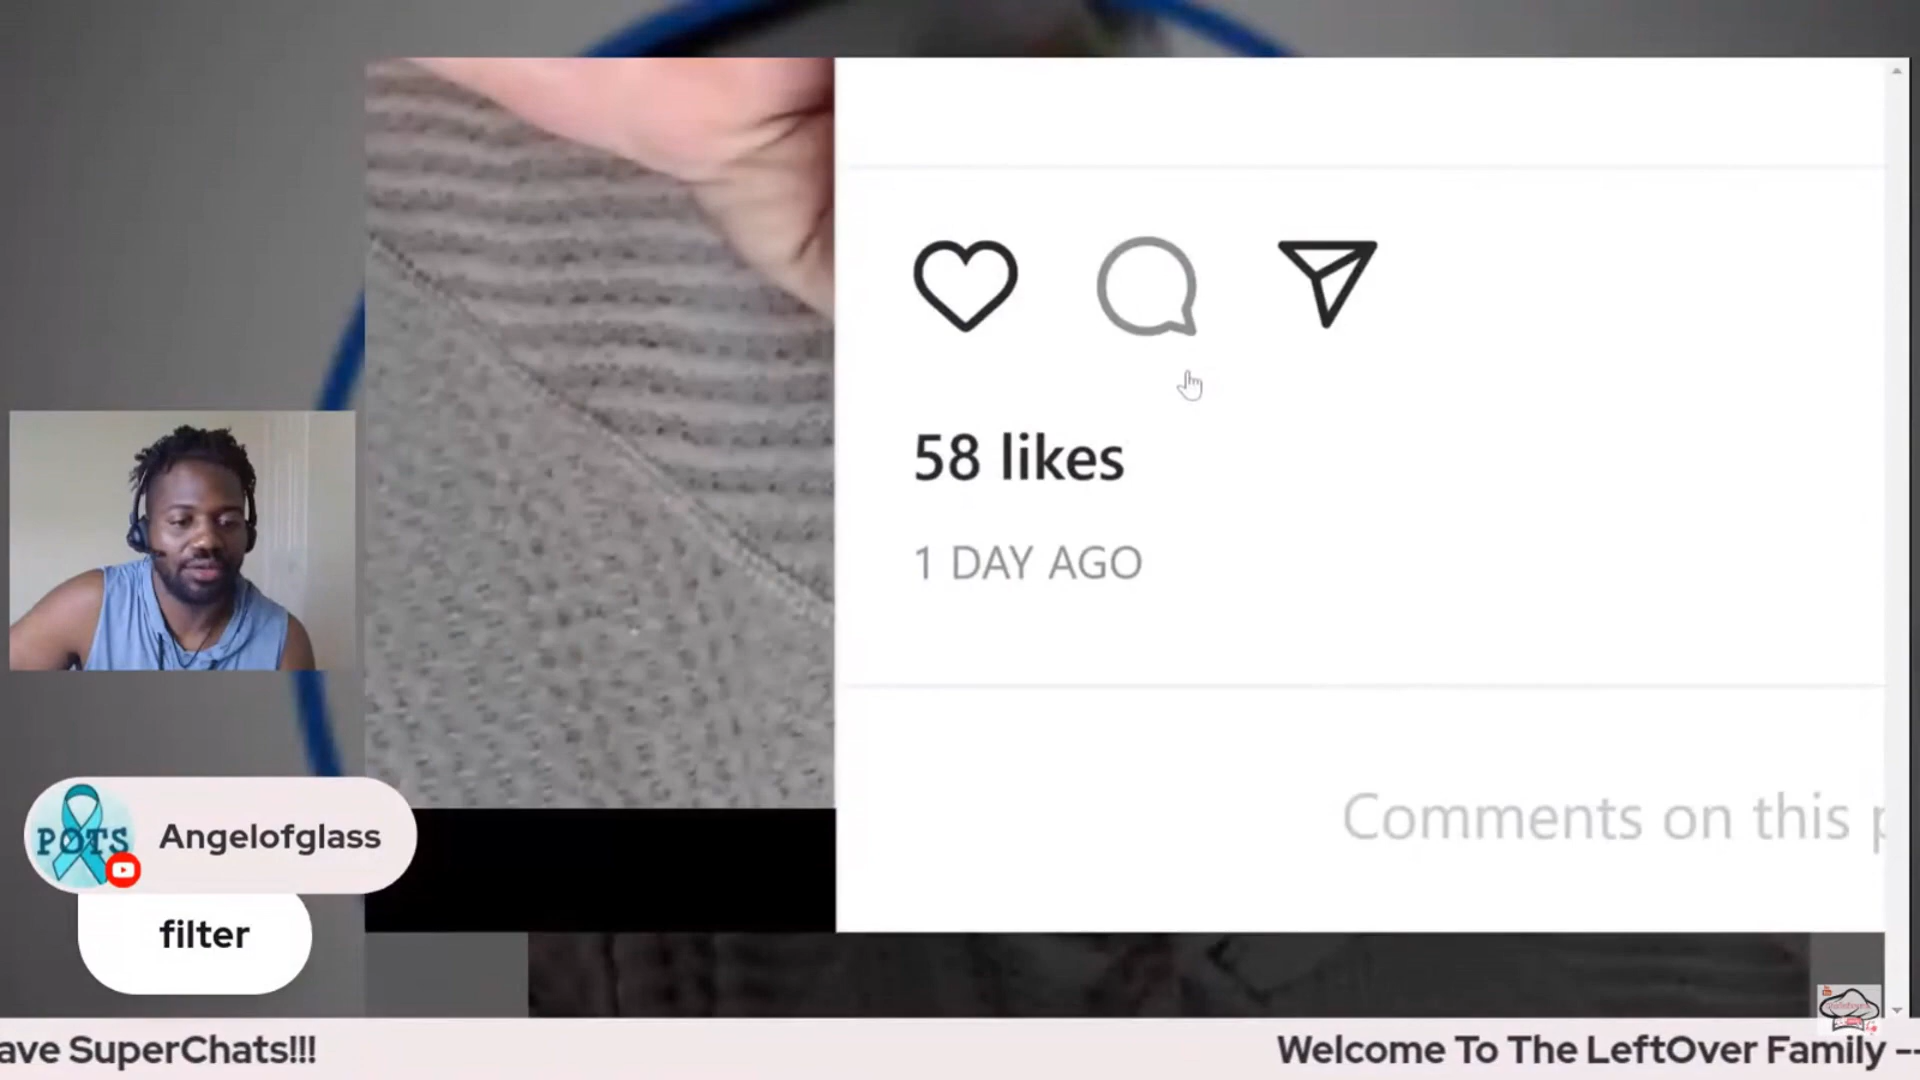 58 likes
1 DAY AGO
Comments on this
POTS
Angelofglass
filter
ave SuperChats!!!
Welcome To The LeftOver Family --